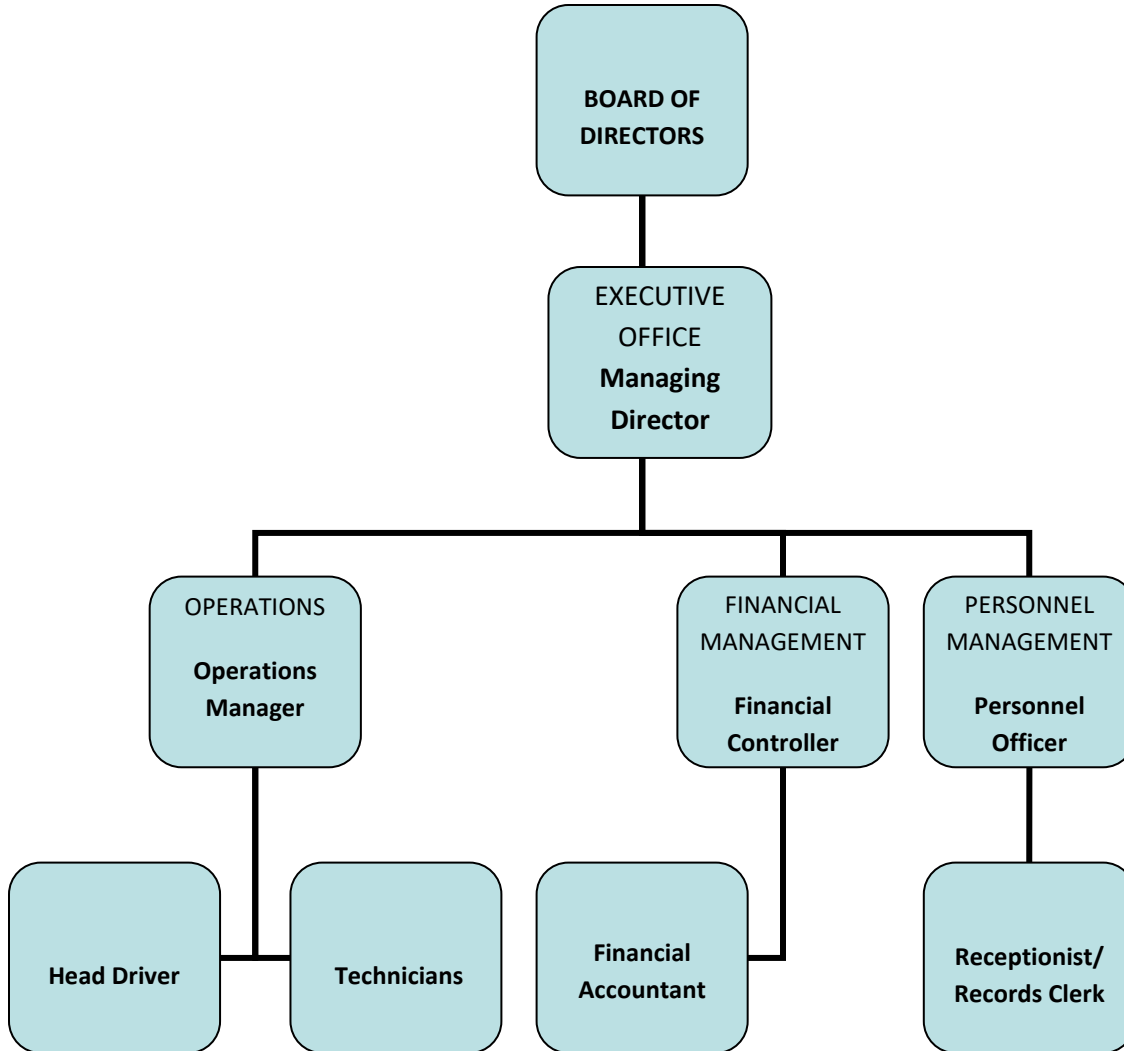 BOARD OF
DIRECTORS
EXECUTIVE
OFFICE
Managing
Director
OPERATIONS
Operations
Manager
FINANCIAL
MANAGEMENT
Financial
Controller
PERSONNEL
MANAGEMENT
Personnel
Officer
Head Driver
Technicians
Financial
Accountant
Receptionist/
Records Clerk